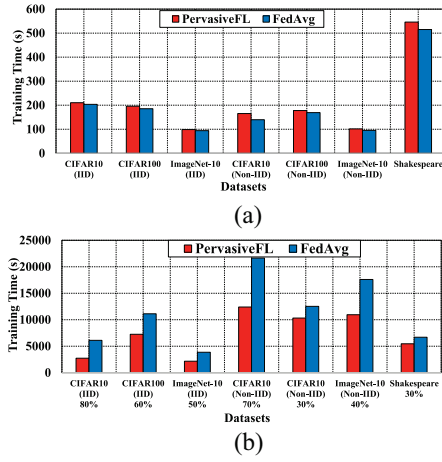 PervasiveFL FedAvg
Training Time (s)
600
500
400
300
200
100
0
CIFAR10 CIFAR100 ImageNet-10 CIFAR10 CIFAR100 ImageNet-10 Shakespeare
(IID) (IID) (IID) (Non-IID) (Non-IID) (Non-IID)
Datasets
(a)
PervasiveFL FedAvg
Training Time (s)
25000
20000
15000
10000
5000
0
CIFAR10 CIFAR100 ImageNet-10 CIFAR10 CIFAR10 ImageNet-10 Shakespeare
(IID) (IID) (IID) (Non-IID) (Non-IID) (Non-IID) 30%
80% 60% 50% 70% 30% 40%
Datasets
(b)